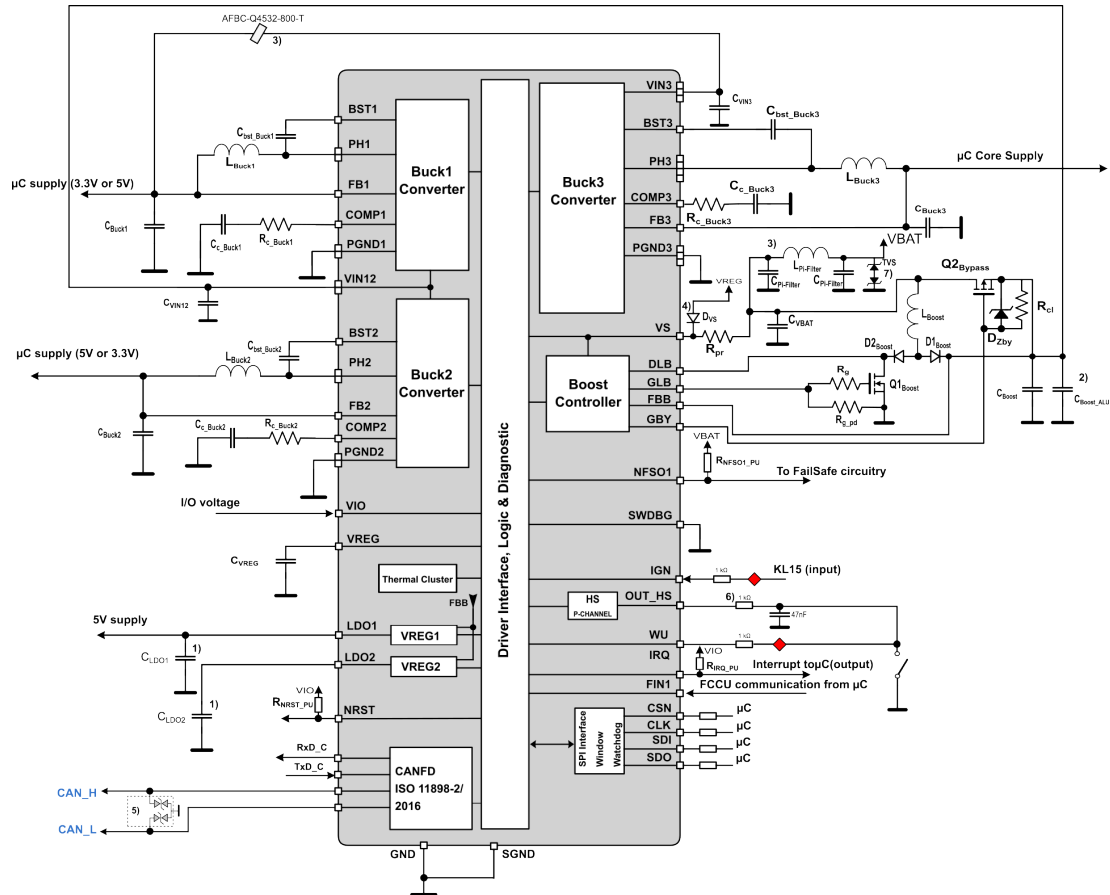 AFBC-Q4532-800-T
3)
VIN3
C_VIN3
BST1
C_bst_Buck1
PH1
L_Buck1
Buck1
Converter
µC supply (3.3V or 5V)
FB1
C_Buck1
COMP1
C_c_Buck1
R_c_Buck1
PGND1
VIN12
C_VIN12
Buck3
Converter
BST3
C_bst_Buck3
PH3
L_Buck3
µC Core Supply
COMP3
R_c_Buck3
C_c_Buck3
FB3
C_Buck3
PGND3
3)
L_Pi-Filter
C_Pi-Filter
C_Pi-Filter
VBAT
TVS
7)
Q2_Bypass
VREG
4)
D_VS
VS
R_pr
C_VBAT
L_Boost
D_Zby
R_cl
BST2
C_bst_Buck2
PH2
L_Buck2
Buck2
Converter
µC supply (5V or 3.3V)
FB2
C_Buck2
COMP2
C_c_Buck2
R_c_Buck2
PGND2
Boost
Controller
DLB
GLB
FBB
GBY
D2_Boost
D1_Boost
R_g
Q1_Boost
R_g_pd
C_Boost
2)
C_Boost_ALU
VBAT
R_NFSO1_PU
NFSO1
To FailSafe circuitry
SWDBG
I/O voltage
VIO
VREG
C_VREG
Thermal Cluster
FBB
Driver Interface, Logic & Diagnostic
IGN
1 kΩ
KL15 (input)
HS
P-CHANNEL
OUT_HS
6)
1 kΩ
47nF
5V supply
LDO1
VREG1
C_LDO1
1)
LDO2
VREG2
C_LDO2
1)
WU
1 kΩ
IRQ
VIO
R_IRQ_PU
Interrupt toµC(output)
FIN1
FCCU communication from µC
VIO
R_NRST_PU
NRST
SPI Interface
Window
Watchdog
CSN
µC
CLK
µC
SDI
µC
SDO
µC
RxD_C
TxD_C
CANFD
ISO 11898-2/
2016
CAN_H
5)
CAN_L
GND
SGND